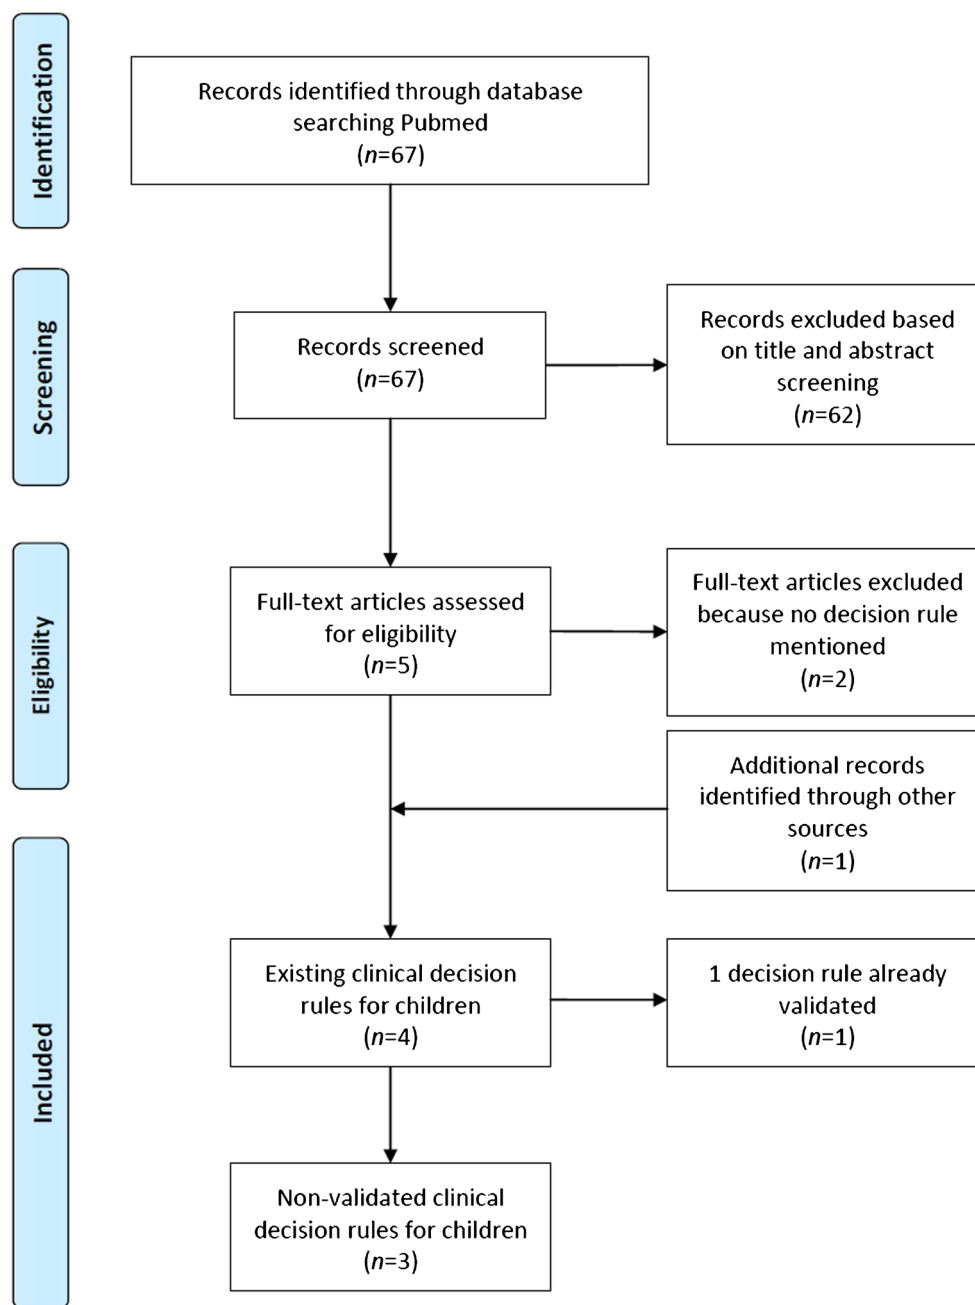 Identification
Records identified through database
searching Pubmed
(n=67)
Screening
Records screened
(n=67)
Records excluded based
on title and abstract
screening
(n=62)
Eligibility
Full-text articles assessed
for eligibility
(n=5)
Full-text articles excluded
because no decision rule
mentioned
(n=2)
Additional records
identified through other
sources
(n=1)
Included
Existing clinical decision
rules for children
(n=4)
1 decision rule already
validated
(n=1)
Non-validated clinical
decision rules for children
(n=3)